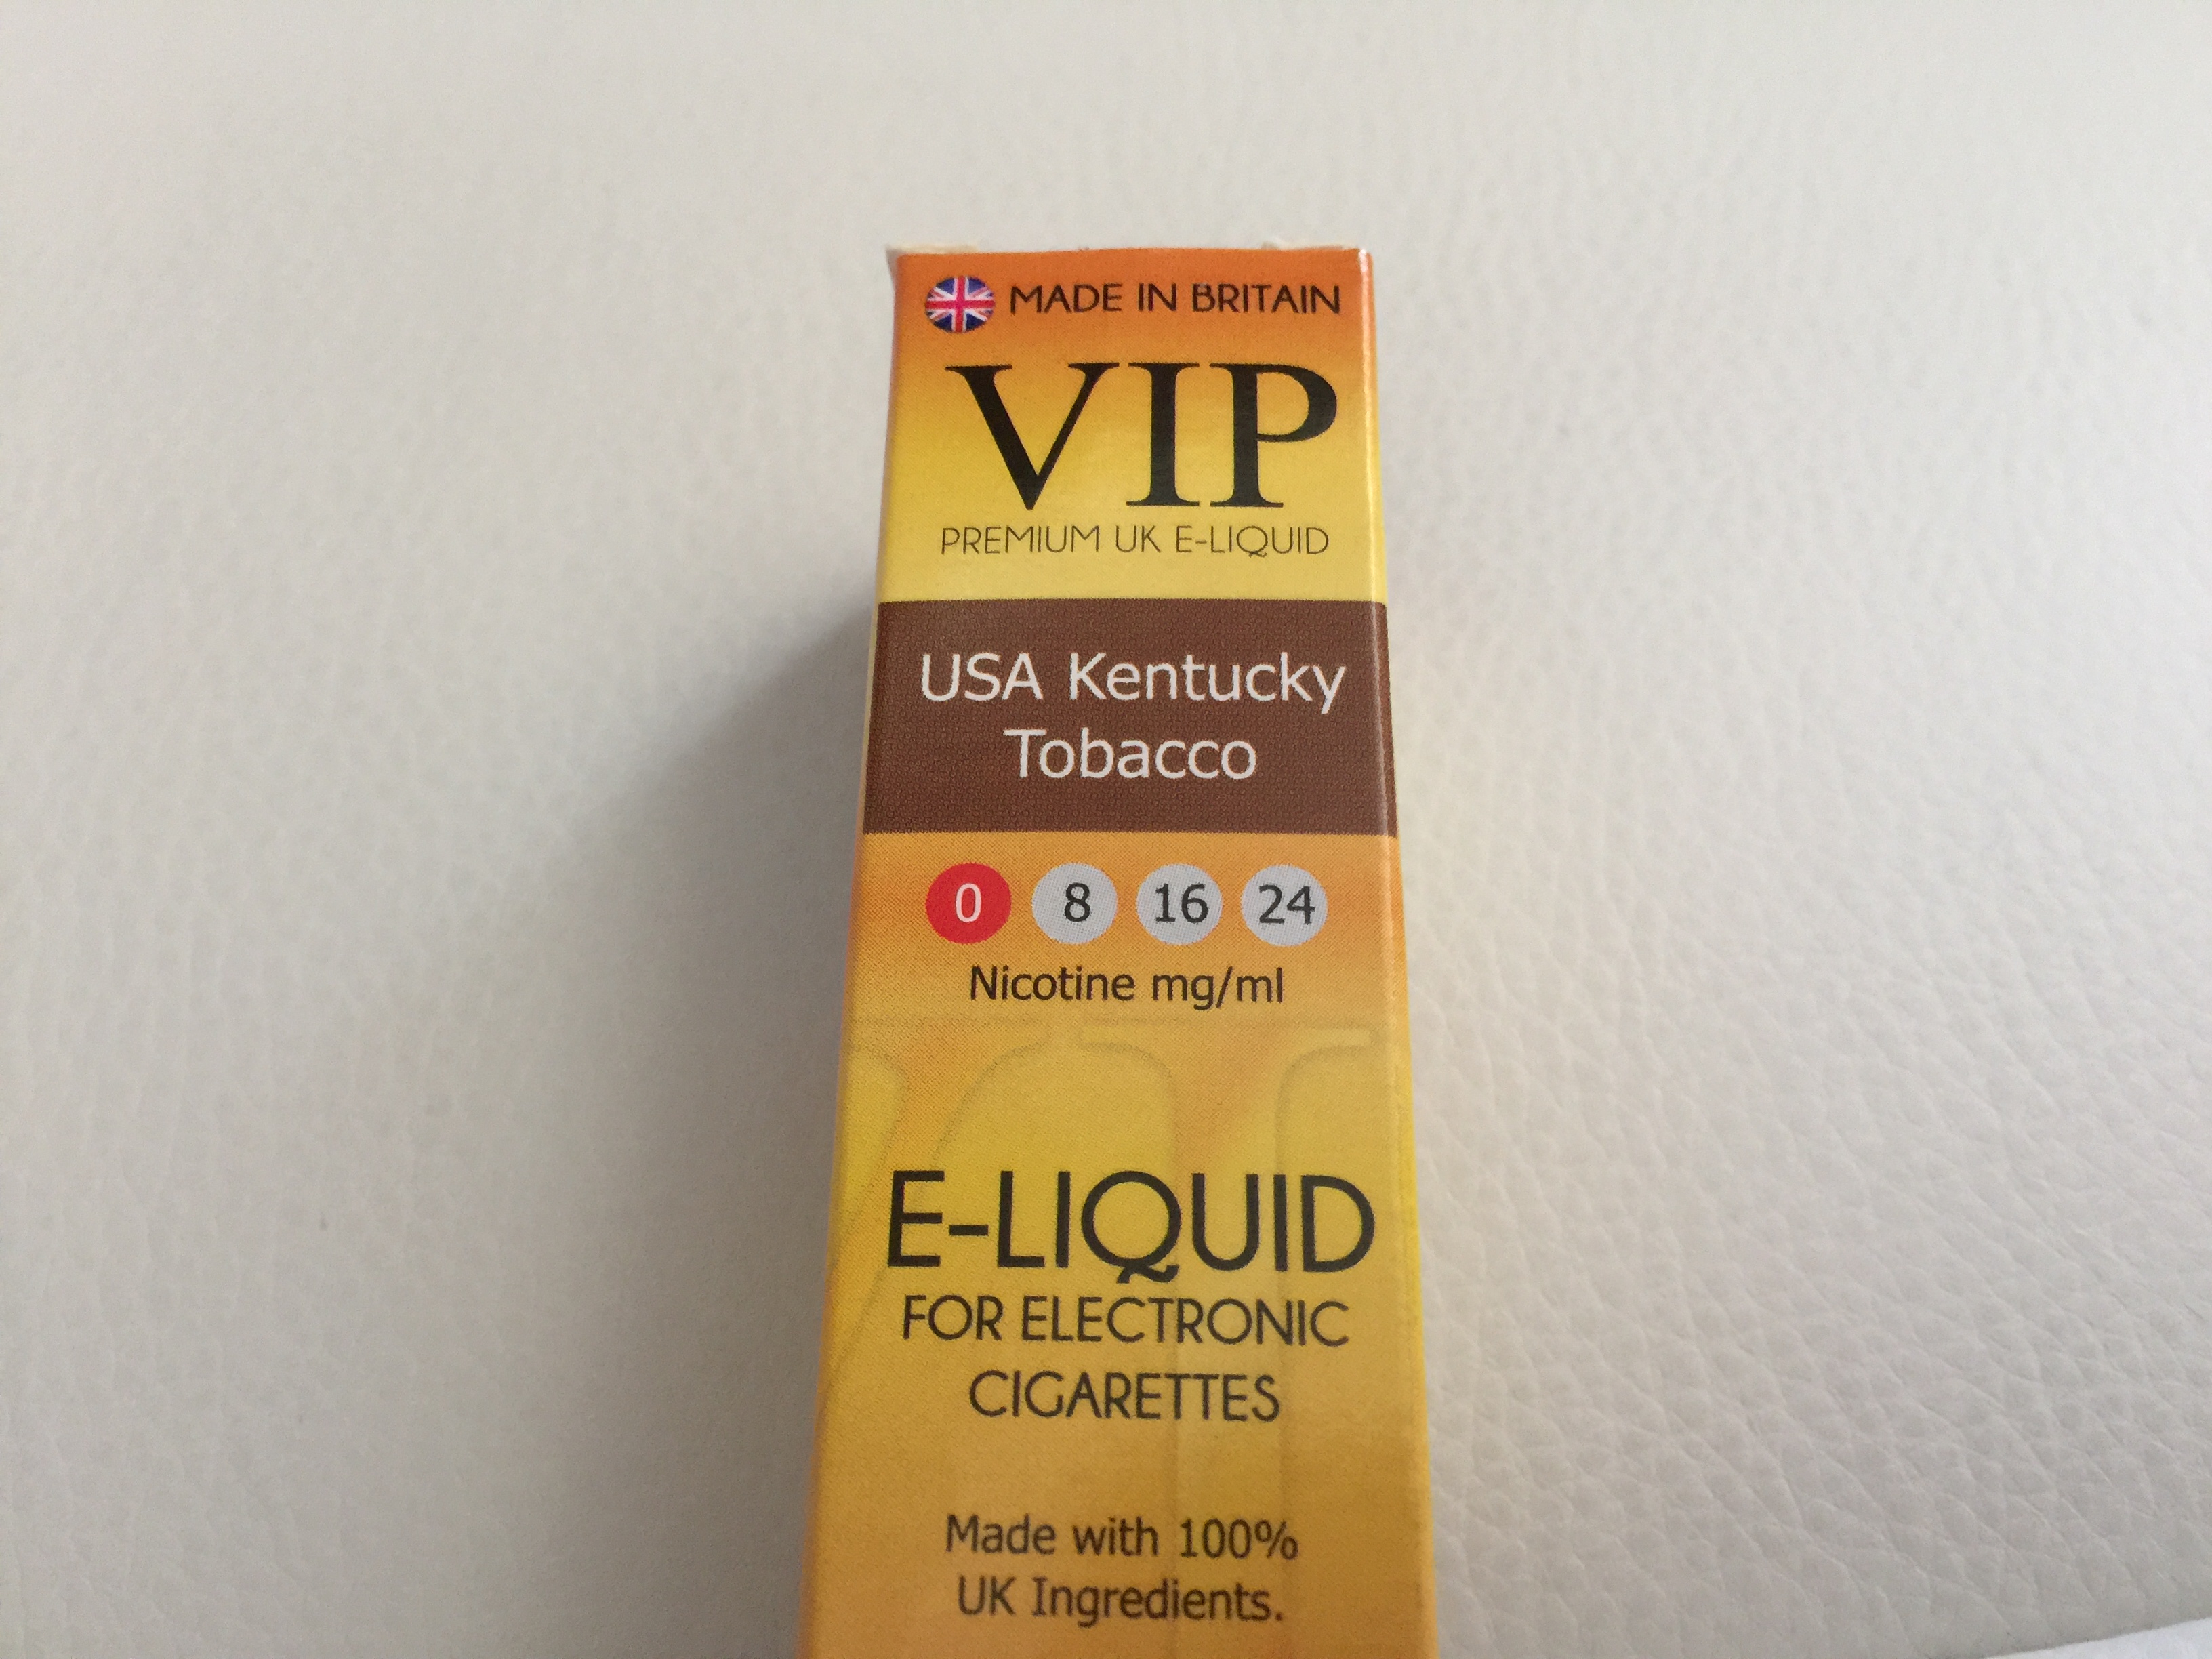 MADE IN BRITAIN
VIP
PREMIUM UK E-LIQUID
USA Kentucky
Tobacco
0 8 16 24
Nicotine mg/ml
E-LIQUID
FOR ELECTRONIC
CIGARETTES
Made with 100%
UK Ingredients.